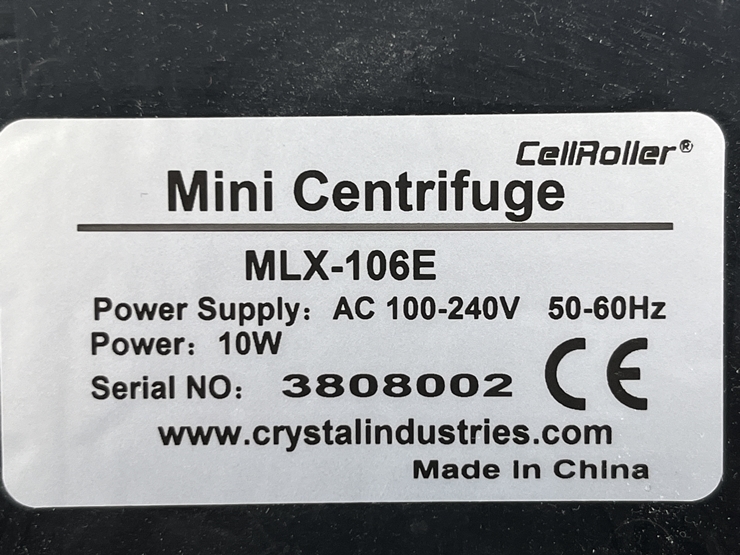 CellRoller®
Mini Centrifuge
MLX-106E
Power Supply: AC 100-240V 50-60Hz
Power: 10W
Serial NO: 3808002 CE
www.crystalindustries.com
Made In China